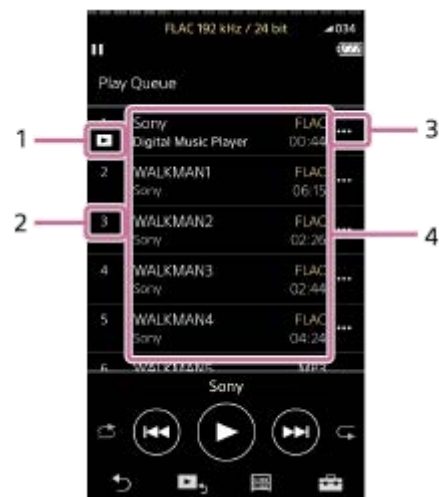 FLAC 192 kHz / 24 bit 034
Play Queue
Sony FLAC
Digital Music Player 00:44
1
3
2 WALKMAN1 FLAC
Sony 06:15
2
3 WALKMAN2 FLAC
Sony 02:26
4
4 WALKMAN3 FLAC
Sony 02:44
5 WALKMAN4 FLAC
Sony 04:24
6 WALKMAN5 MP3
Sony